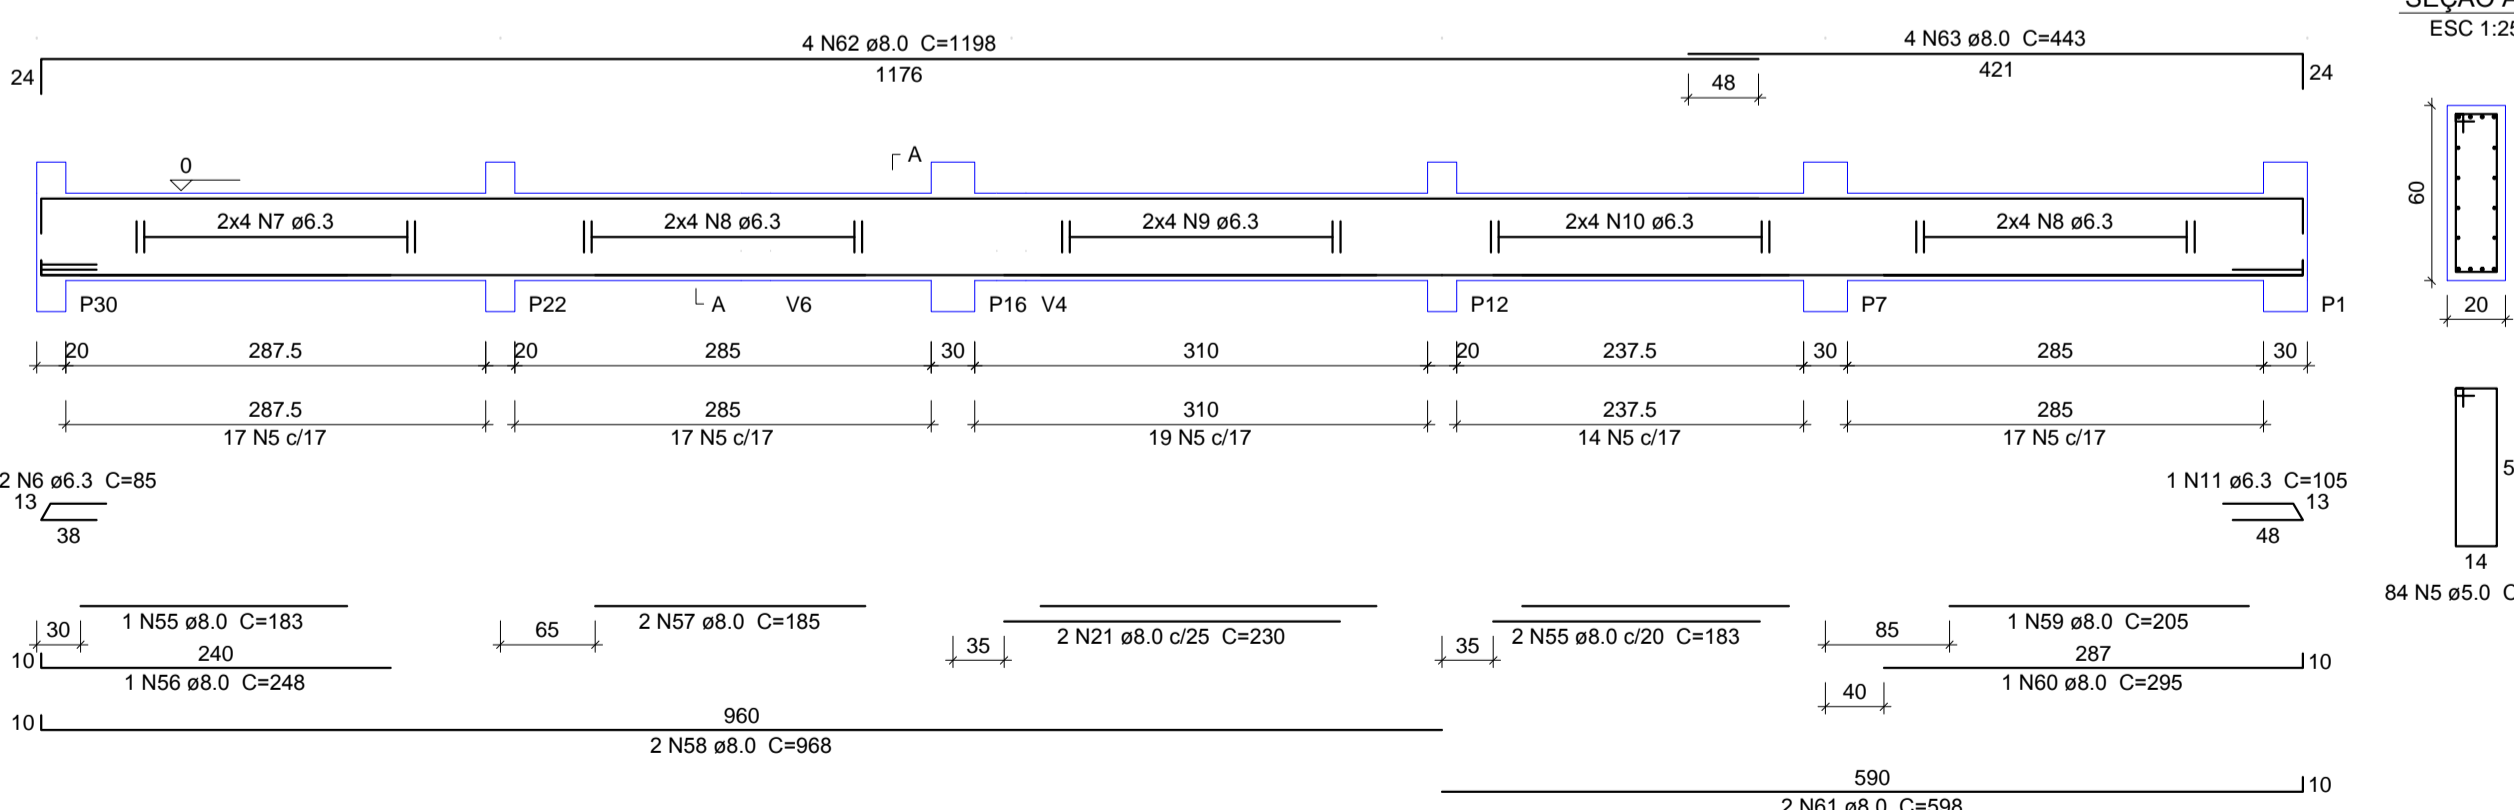 SEÇÃO A
ESC 1:25
4 N62 ø8.0 C=1198
4 N63 ø8.0 C=443
24
1176
421
24
48
A
0
2x4 N7 ø6.3
2x4 N8 ø6.3
2x4 N9 ø6.3
2x4 N10 ø6.3
2x4 N8 ø6.3
60
P30
P22
A
V6
P16
V4
P12
P7
P1
20
20
287.5
20
285
30
310
20
237.5
30
285
30
287.5
285
310
237.5
285
17 N5 c/17
17 N5 c/17
19 N5 c/17
14 N5 c/17
17 N5 c/17
2 N6 ø6.3 C=85
13
38
1 N11 ø6.3 C=105
13
48
5
14
84 N5 ø5.0 C
1 N55 ø8.0 C=183
2 N57 ø8.0 C=185
2 N21 ø8.0 c/25 C=230
2 N55 ø8.0 c/20 C=183
1 N59 ø8.0 C=205
30
65
35
35
85
10
240
1 N56 ø8.0 C=248
287
10
1 N60 ø8.0 C=295
40
10
960
2 N58 ø8.0 C=968
590
10
2 N61 ø8.0 C=598